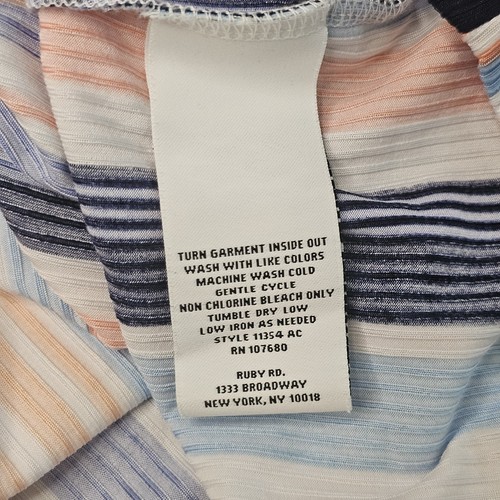 TURN GARMENT INSIDE OUT
WASH WITH LIKE COLORS
MACHINE WASH COLD
GENTLE CYCLE
NON CHLORINE BLEACH ONLY
TUMBLE DRY LOW
LOW IRON AS NEEDED
STYLE 11354 AC
RN 107680
RUBY RD.
1333 BROADWAY
NEW YORK, NY 10018